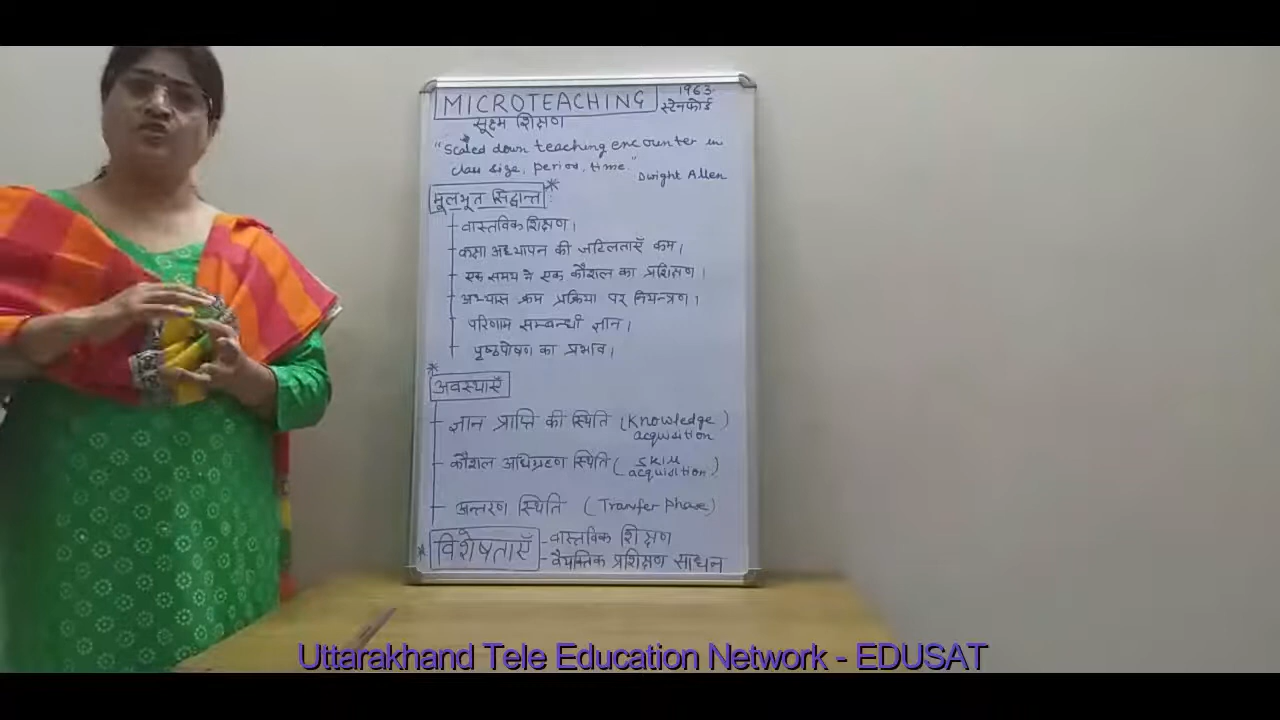 MICROTEACHING
1963
स्टेनफोर्ड
सूक्ष्म शिक्षण
"Scaled down teaching encounter in
class size, period, time."
Dwight Allen
मूलभूत सिद्धान्त :
वास्तविक शिक्षण।
कक्षा अध्यापन की जटिलताएँ कम।
एक समय मे एक कौशल का प्रशिक्षण।
अभ्यास क्रम प्रक्रिया पर नियन्त्रण।
परिणाम सम्बन्धी ज्ञान।
पृष्ठपोषण का प्रभाव।
अवस्थाएँ
ज्ञान प्राप्ति की स्थिति (Knowledge
acquisition)
कौशल अधिग्रहण स्थिति (Skill
acquisition)
अन्तरण स्थिति (Transfer phase)
विशेषताएँ - वास्तविक शिक्षण
- वैयक्तिक प्रशिक्षण साधन
Uttarakhand Tele Education Network - EDUSAT